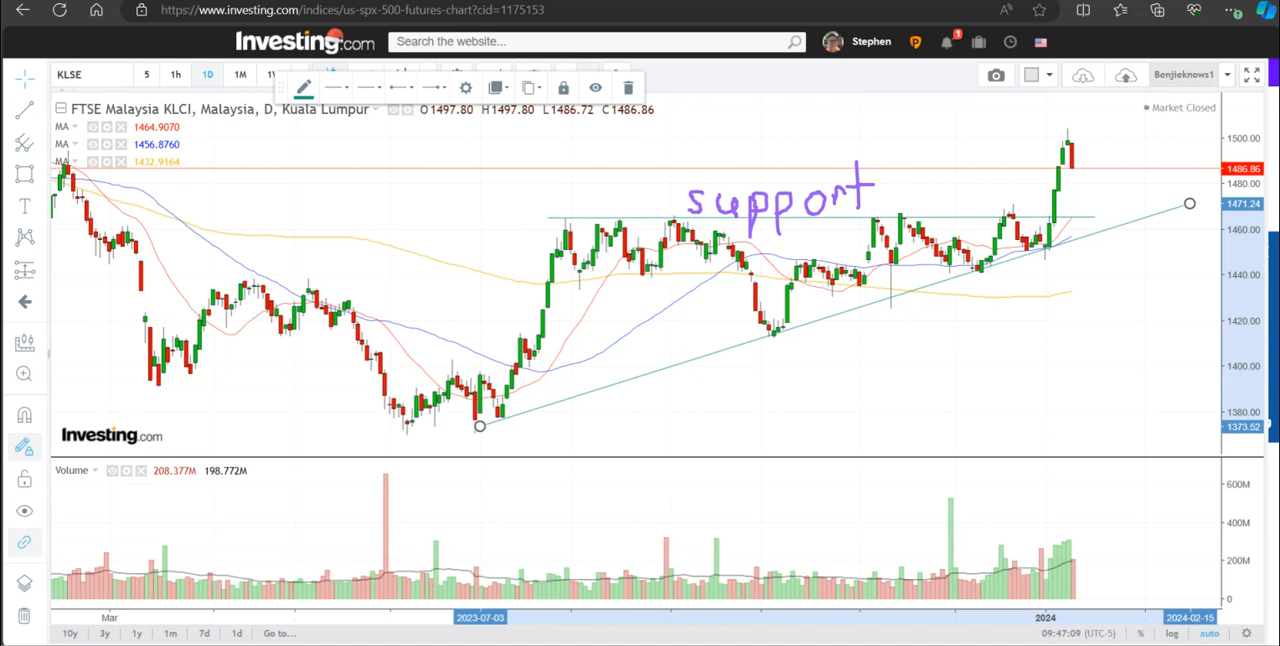 https://www.investing.com/indices/us-spx-500-futures-chart?cid=1175153
Investing.com
Search the website...
Stephen
1
KLSE
5
1h
1D
1M
Benjieknows1
FTSE Malaysia KLCI, Malaysia, D, Kuala Lumpur
O1497.80 H1497.80 L1486.72 C1486.86
Market Closed
MA
1464.9070
MA
1456.8760
MA
1432.9164
support
1500.00
1486.86
1480.00
1471.24
1460.00
1440.00
1420.00
1400.00
1380.00
1373.52
Investing.com
Volume
208.377M 198.772M
600M
400M
200M
0
Mar
2023-07-03
2024
2024-02-15
10y
3y
1y
1m
7d
1d
Go to...
09:47:09 (UTC-5)
%
log
auto